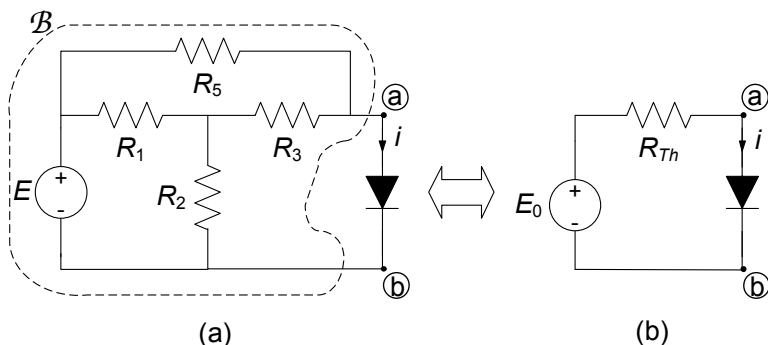 ℬ
R5
a
a
R1
R3
i
RTh
i
E
+
-
R2
E0
+
-
b
b
(a)
(b)